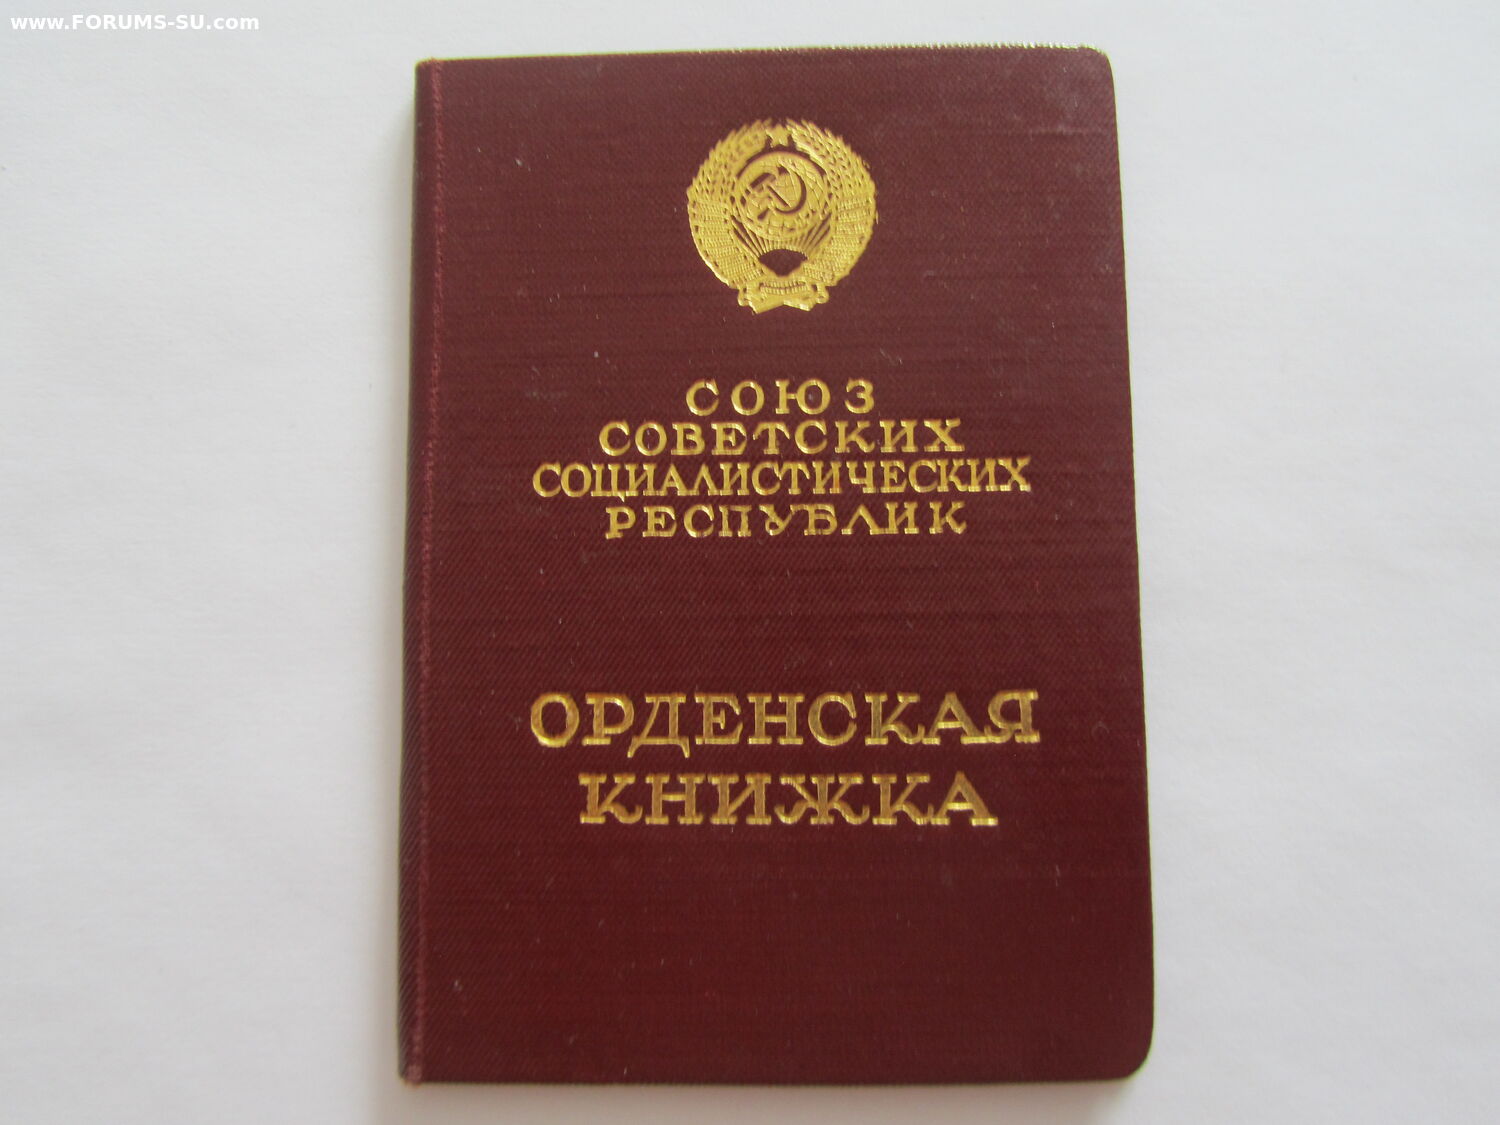 www.FORUMS-SU.com
СОЮЗ
СОВЕТСКИХ
СОЦИАЛИСТИЧЕСКИХ
РЕСПУБЛИК
ОРДЕНСКАЯ
КНИЖКА